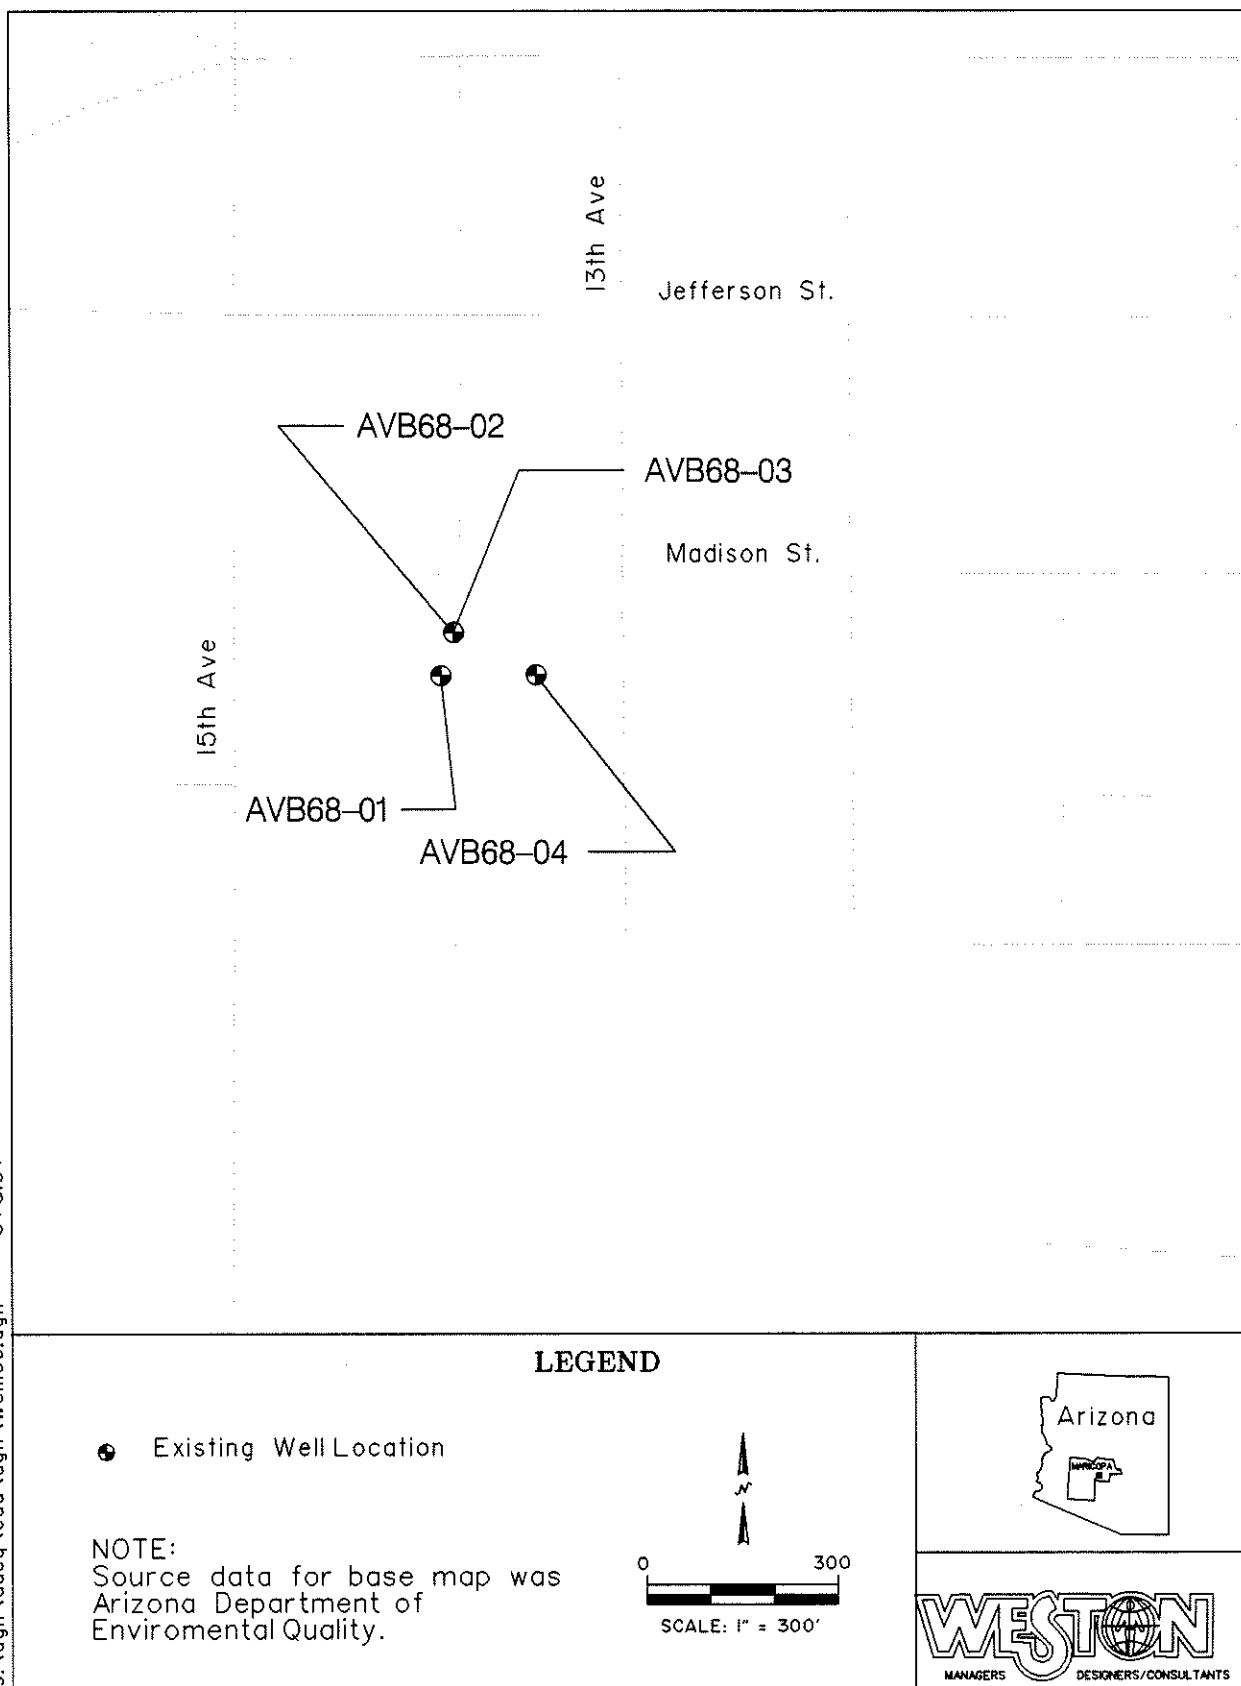 13th Ave
Jefferson St.
AVB68-02
AVB68-03
Madison St.
15th Ave
AVB68-01
AVB68-04
LEGEND
Existing Well Location
NOTE:
Source data for base map was
Arizona Department of
Enviromental Quality.
N
0 300
SCALE: 1" = 300'
Arizona
MARICOPA
WESTON
MANAGERS DESIGNERS/CONSULTANTS